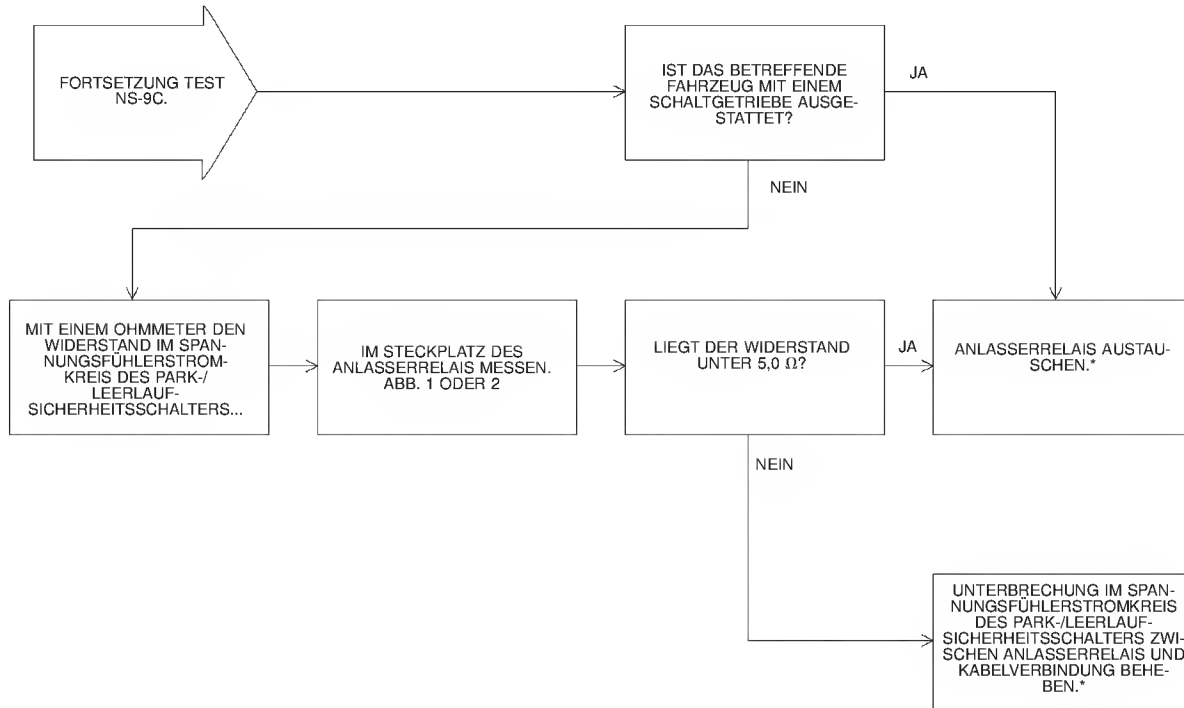 FORTSETZUNG TEST
NS-9C.
IST DAS BETREFFENDE
FAHRZEUG MIT EINEM
SCHALTGETRIEBE AUSGE-
STATTET?
JA
NEIN
MIT EINEM OHMMETER DEN
WIDERSTAND IM SPAN-
NUNGSFÜHLERSTROM-
KREIS DES PARK-/
LEERLAUF-
SICHERHEITSSCHALTERS...
IM STECKPLATZ DES
ANLASSERRELAIS MESSEN.
ABB. 1 ODER 2
LIEGT DER WIDERSTAND
UNTER 5,0 Ω?
JA
ANLASSERRELAIS AUSTAU-
SCHEN.*
NEIN
UNTERBRECHUNG IM SPAN-
NUNGSFÜHLERSTROMKREIS
DES PARK-/LEERLAUF-
SICHERHEITSSCHALTERS ZWI-
SCHEN ANLASSERRELAIS UND
KABELVERBINDUNG BEHE-
BEN.*